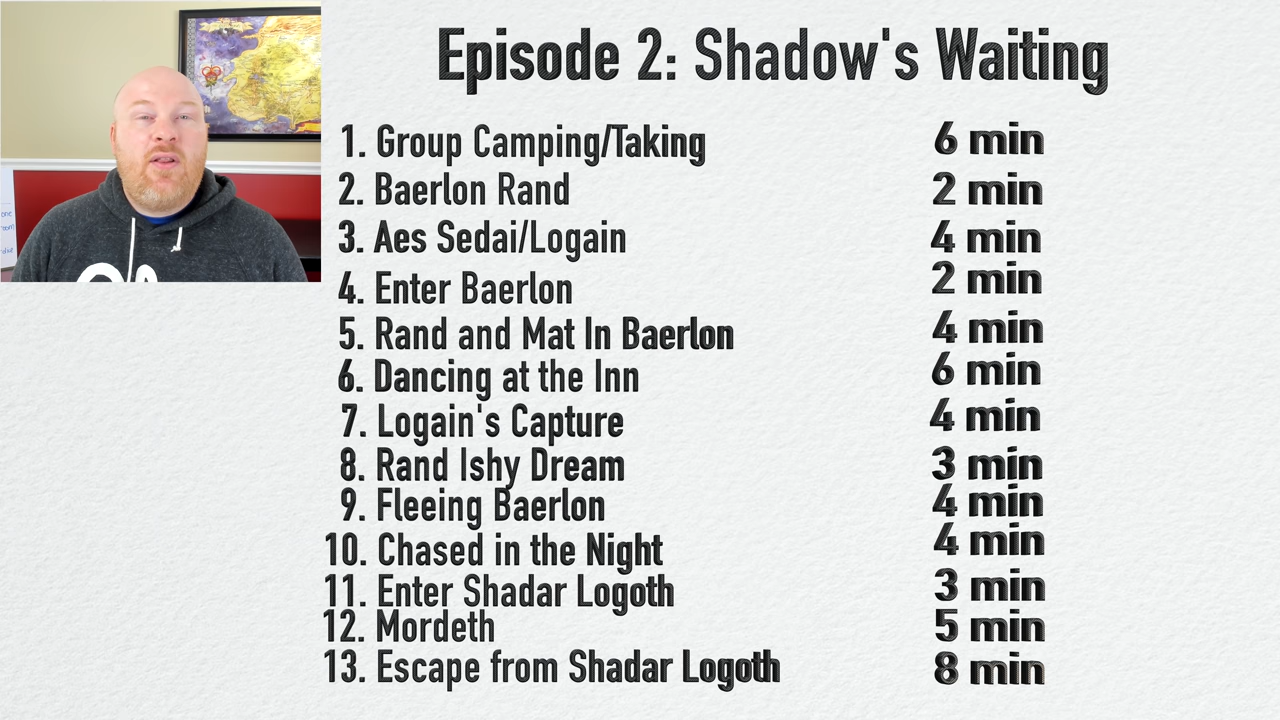 Episode 2: Shadow's Waiting
1. Group Camping/Taking 6 min
2. Baerlon Rand 2 min
3. Aes Sedai/Logain 4 min
4. Enter Baerlon 2 min
5. Rand and Mat In Baerlon 4 min
6. Dancing at the Inn 6 min
7. Logain's Capture 4 min
8. Rand Ishy Dream 3 min
9. Fleeing Baerlon 4 min
10. Chased in the Night 4 min
11. Enter Shadar Logoth 3 min
12. Mordeth 5 min
13. Escape from Shadar Logoth 8 min